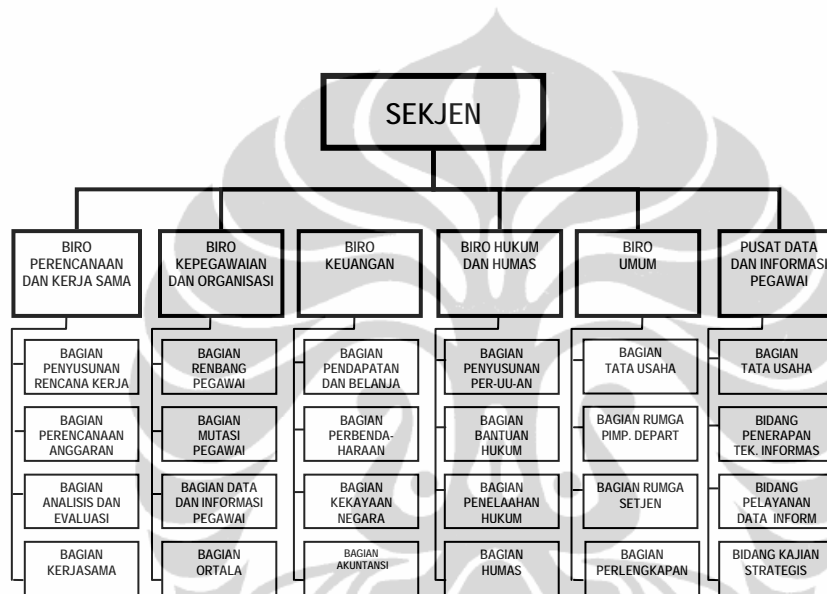 SEKJEN
BIRO
PERENCANAAN
DAN KERJA SAMA
BIRO
KEPEGAWAIAN
DAN ORGANISASI
BIRO
KEUANGAN
BIRO HUKUM
DAN HUMAS
BIRO
UMUM
PUSAT DATA
DAN INFORMASI
PEGAWAI
BAGIAN
PENYUSUNAN
RENCANA KERJA
BAGIAN
PERENCANAAN
ANGGARAN
BAGIAN
ANALISIS DAN
EVALUASI
BAGIAN
KERJASAMA
BAGIAN
RENBANG
PEGAWAI
BAGIAN
MUTASI
PEGAWAI
BAGIAN DATA
DAN INFORMASI
PEGAWAI
BAGIAN
ORTALA
BAGIAN
PENDAPATAN
DAN BELANJA
BAGIAN
PERBENDA-
HARAAN
BAGIAN
KEKAYAAN
NEGARA
BAGIAN
AKUNTANSI
BAGIAN
PENYUSUNAN
PER-UU-AN
BAGIAN
BANTUAN
HUKUM
BAGIAN
PENELAAHAN
HUKUM
BAGIAN
HUMAS
BAGIAN
TATA USAHA
BAGIAN RUMGA
PIMP. DEPART
BAGIAN RUMGA
SETJEN
BAGIAN
PERLENGKAPAN
BAGIAN
TATA USAHA
BIDANG
PENERAPAN
TEK. INFORMAS
BIDANG
PELAYANAN
DATA INFORM
BIDANG KAJIAN
STRATEGIS